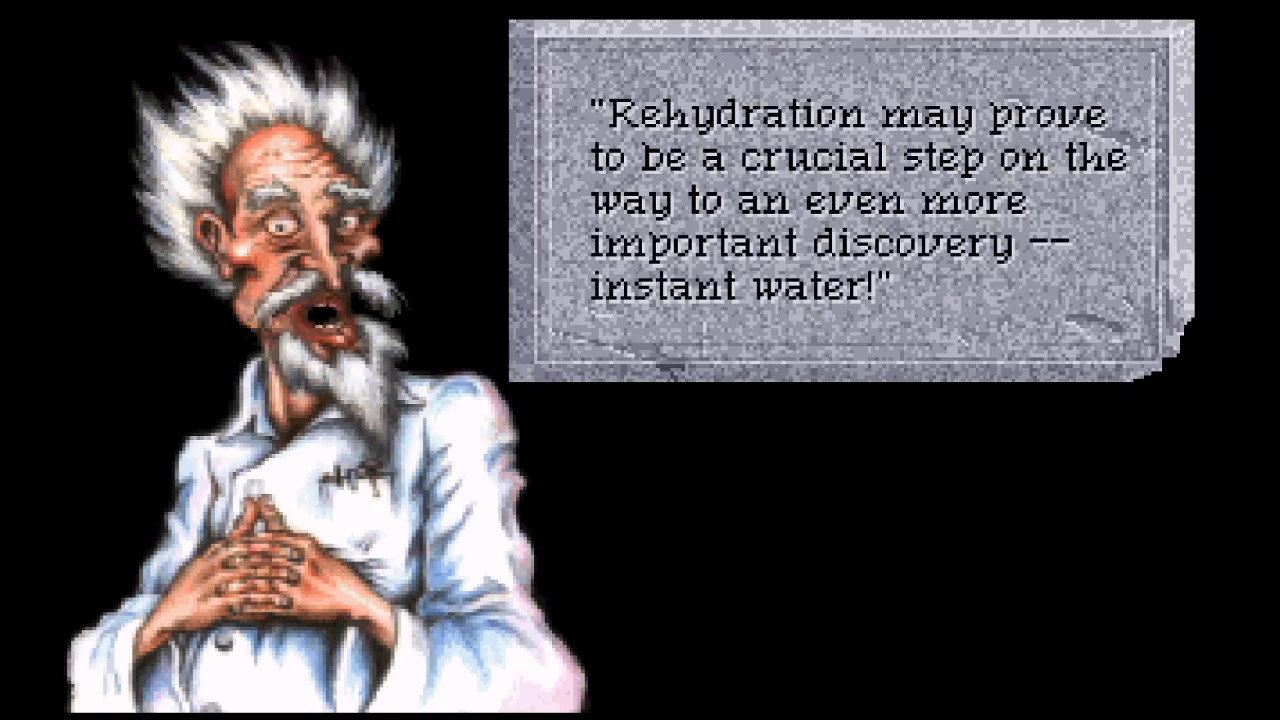 "Rehydration may prove
to be a crucial step on the
way to an even more
important discovery --
instant water!"